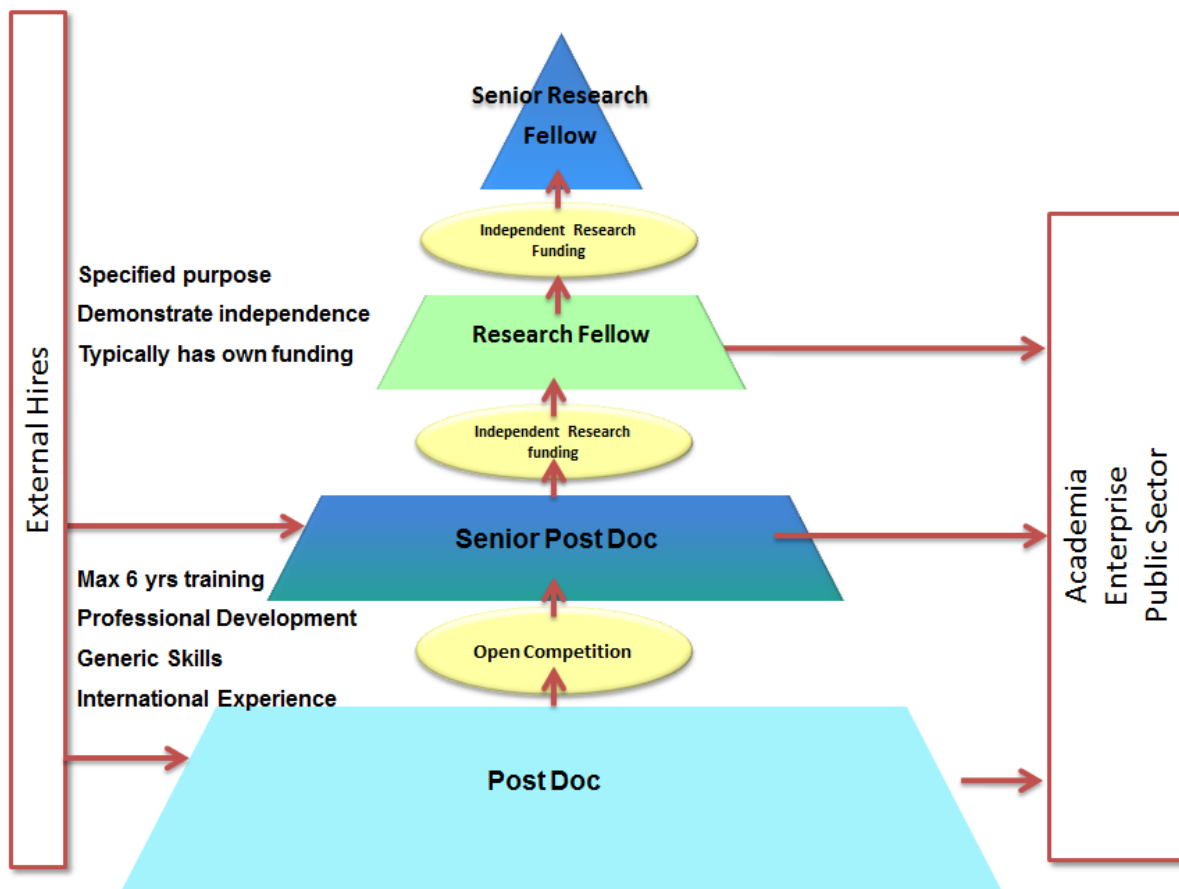 External Hires
Senior Research
Fellow
Independent Research
Funding
Specified purpose
Demonstrate independence
Typically has own funding
Research Fellow
Independent Research
funding
Senior Post Doc
Max 6 yrs training
Professional Development
Generic Skills
International Experience
Open Competition
Post Doc
Academia
Enterprise
Public Sector